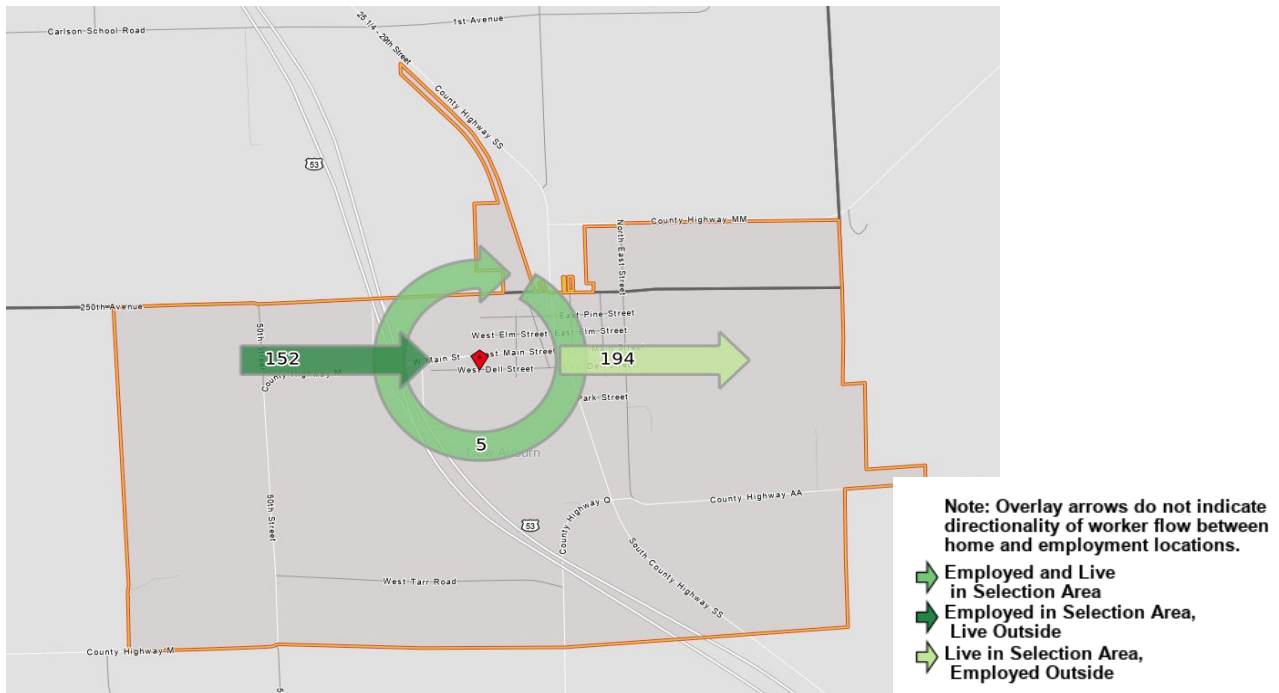 Carlson School Road
1st Avenue
25 1/4 - 29th Street
County Highway SS
53
County Highway MM
North East Street
250th Avenue
50th Street
East Pine Street
West Elm Street
East Elm Street
W Main St
Main Street
152
194
West Dell Street
County Highway M
Park Street
5
Auburn
50th Street
53
County Highway Q
County Highway AA
South County Highway SS
West Tarr Road
County Highway M
Note: Overlay arrows do not indicate
directionality of worker flow between
home and employment locations.
Employed and Live
in Selection Area
Employed in Selection Area,
Live Outside
Live in Selection Area,
Employed Outside